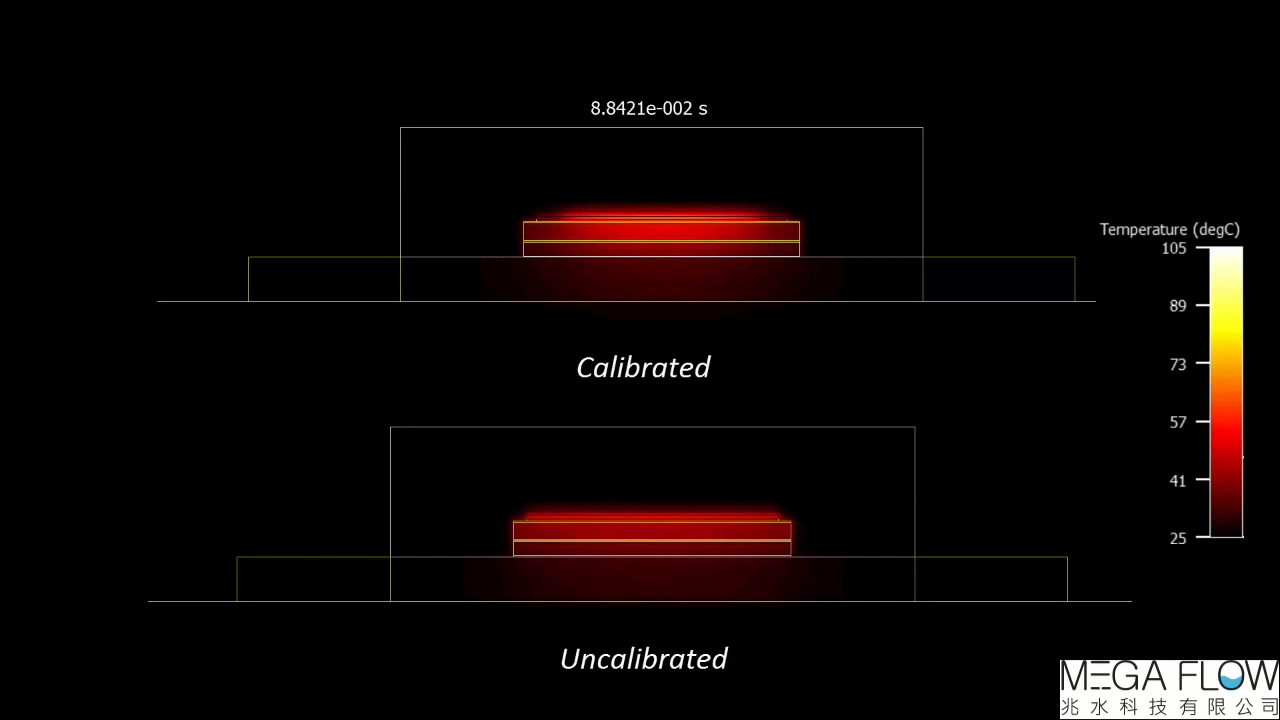 8.8421e-002 s
Temperature (degC)
105
89
73
57
41
25
Calibrated
Uncalibrated
MEGA FLOW
兆水科技有限公司